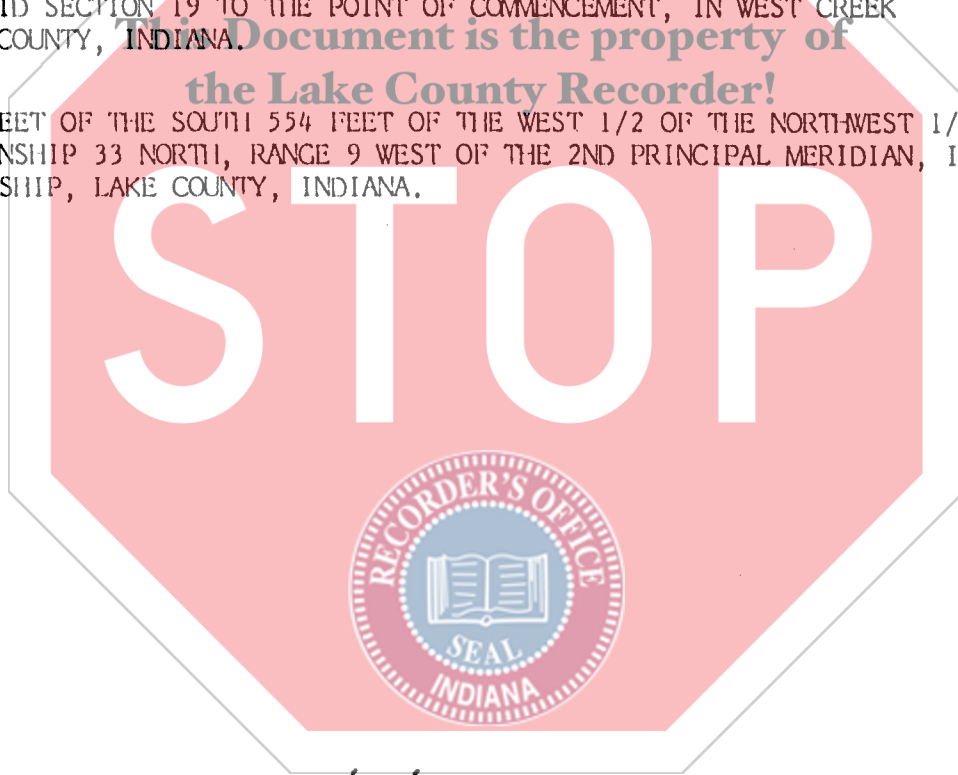 ID SECTION 19 TO THE POINT OF COMMENCEMENT, IN WEST CREEK
COUNTY, INDIANA.
This Document is the property of
the Lake County Recorder!
EET OF THE SOUTH 554 FEET OF THE WEST 1/2 OF THE NORTHWEST 1/
NSHIP 33 NORTH, RANGE 9 WEST OF THE 2ND PRINCIPAL MERIDIAN, I
SHIP, LAKE COUNTY, INDIANA.
STOP
RECORDER'S OFFICE
SEAL
INDIANA